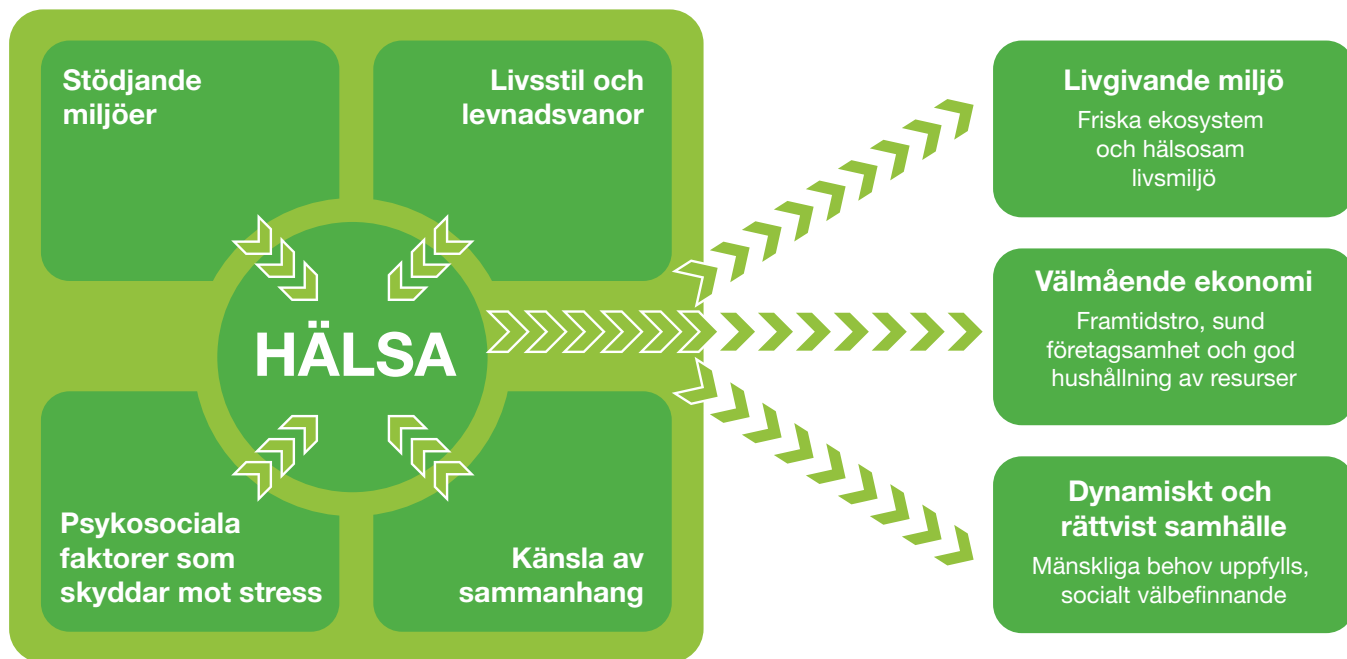 Stödjande
miljöer
Livsstil och
levnadsvanor
HÄLSA
Psykosociala
faktorer som
skyddar mot stress
Känsla av
sammanhang
Livgivande miljö
Friska ekosystem
och hälsosam
livsmiljö
Välmående ekonomi
Framtidstro, sund
företagsamhet och god
hushållning av resurser
Dynamiskt och
rättvist samhälle
Mänskliga behov uppfylls,
socialt välbefinnande